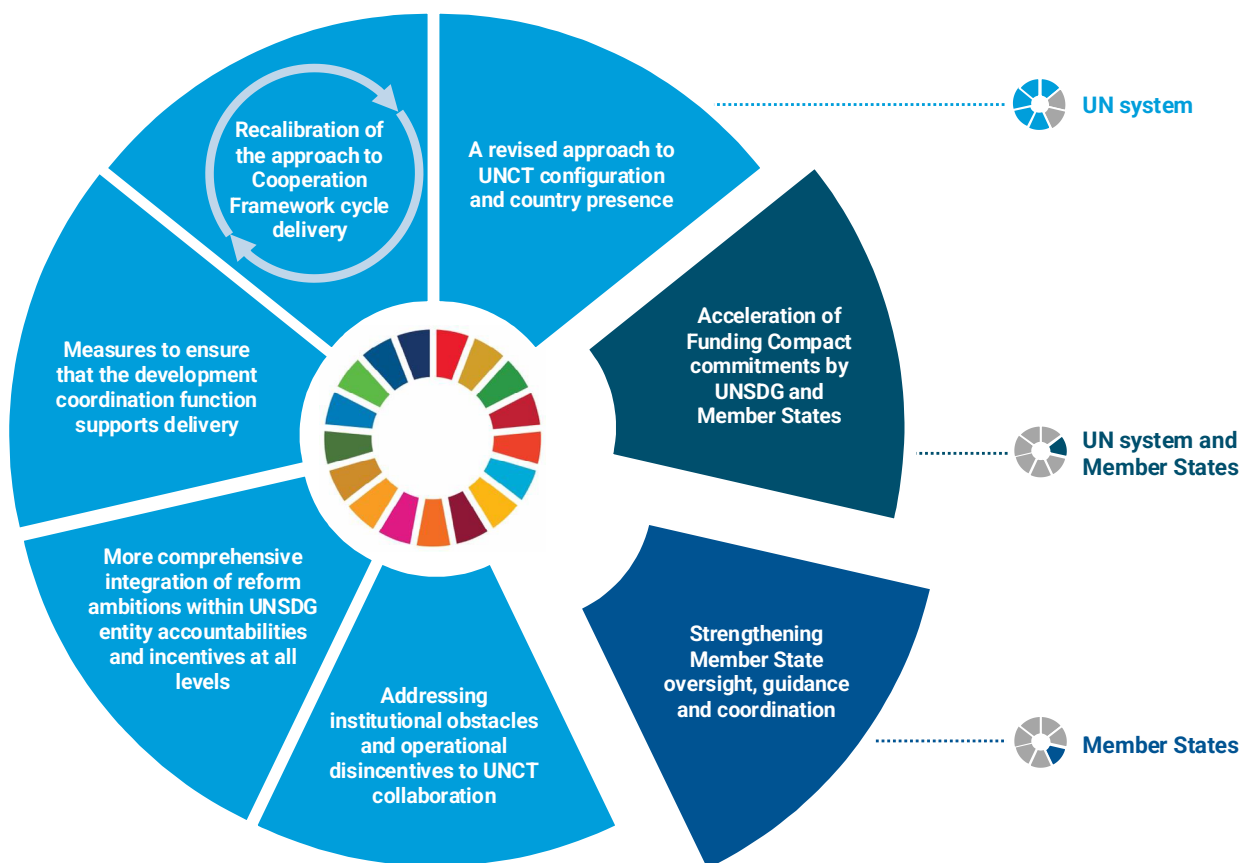 Recalibration of
the approach to
Cooperation
Framework cycle
delivery
A revised approach to
UNCT configuration
and country presence
UN system
Acceleration of
Funding Compact
commitments by
UNSDG and
Member States
UN system and
Member States
Strengthening
Member State
oversight, guidance
and coordination
Member States
Addressing
institutional obstacles
and operational
disincentives to UNCT
collaboration
More comprehensive
integration of reform
ambitions within UNSDG
entity accountabilities
and incentives at all
levels
Measures to ensure
that the development
coordination function
supports delivery